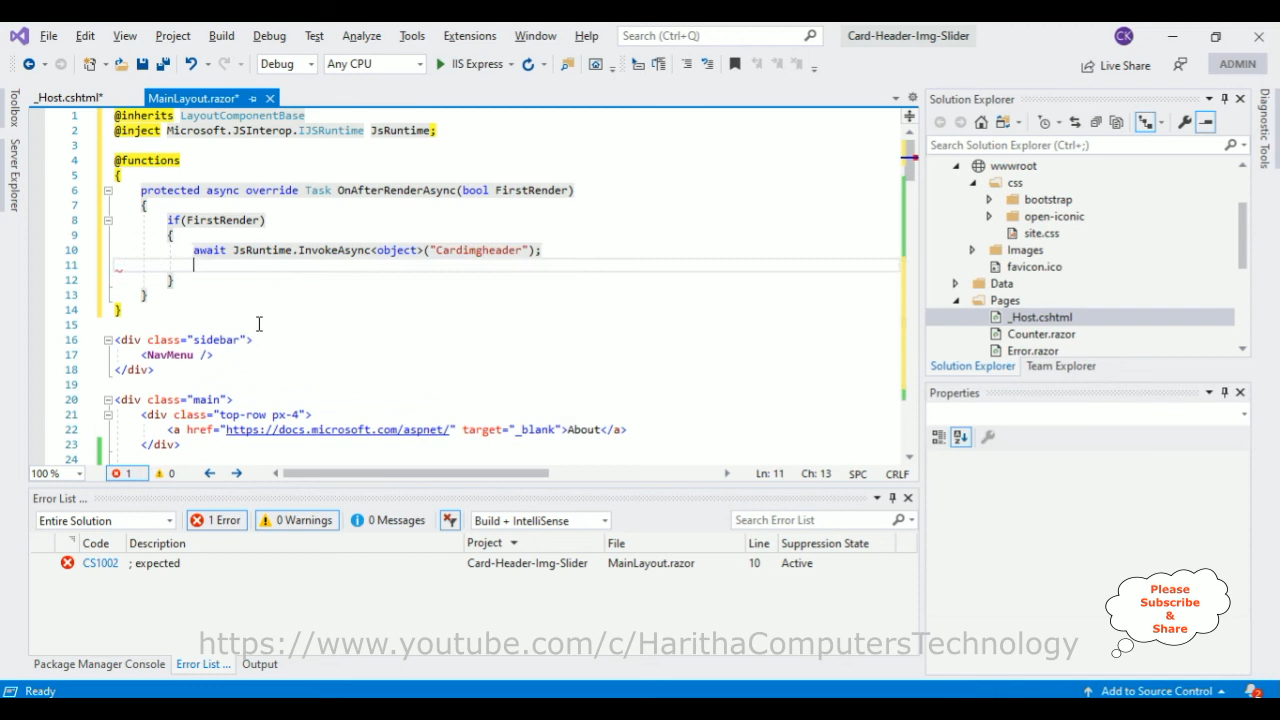 File Edit View Project Build Debug Test Analyze Tools Extensions Window Help Search (Ctrl+Q) Card-Header-Img-Slider CK
Debug Any CPU IIS Express Live Share ADMIN
Toolbox
Server Explorer
_Host.cshtml* MainLayout.razor*
1 @inherits LayoutComponentBase
2 @inject Microsoft.JSInterop.IJSRuntime JsRuntime;
3
4 @functions
5 {
6 protected async override Task OnAfterRenderAsync(bool FirstRender)
7 {
8 if(FirstRender)
9 {
10 await JsRuntime.InvokeAsync<object>("Cardimgheader");
11
12 }
13 }
14 }
15
16 <div class="sidebar">
17 <NavMenu />
18 </div>
19
20 <div class="main">
21 <div class="top-row px-4">
22 <a href="https://docs.microsoft.com/aspnet/" target="_blank">About</a>
23 </div>
24
100 % 1 0 Ln: 11 Ch: 13 SPC CRLF
Solution Explorer
Search Solution Explorer (Ctrl+;)
wwwroot
css
bootstrap
open-iconic
site.css
Images
favicon.ico
Data
Pages
_Host.cshtml
Counter.razor
Error.razor
Solution Explorer Team Explorer
Properties
Diagnostic Tools
Error List ...
Entire Solution 1 Error 0 Warnings 0 Messages Build + IntelliSense Search Error List
Code Description Project File Line Suppression State
CS1002 ; expected Card-Header-Img-Slider MainLayout.razor 10 Active
Please
Subscribe
&
Share
https://www.youtube.com/c/HarithaComputersTechnology
Package Manager Console Error List ... Output
Ready Add to Source Control 2